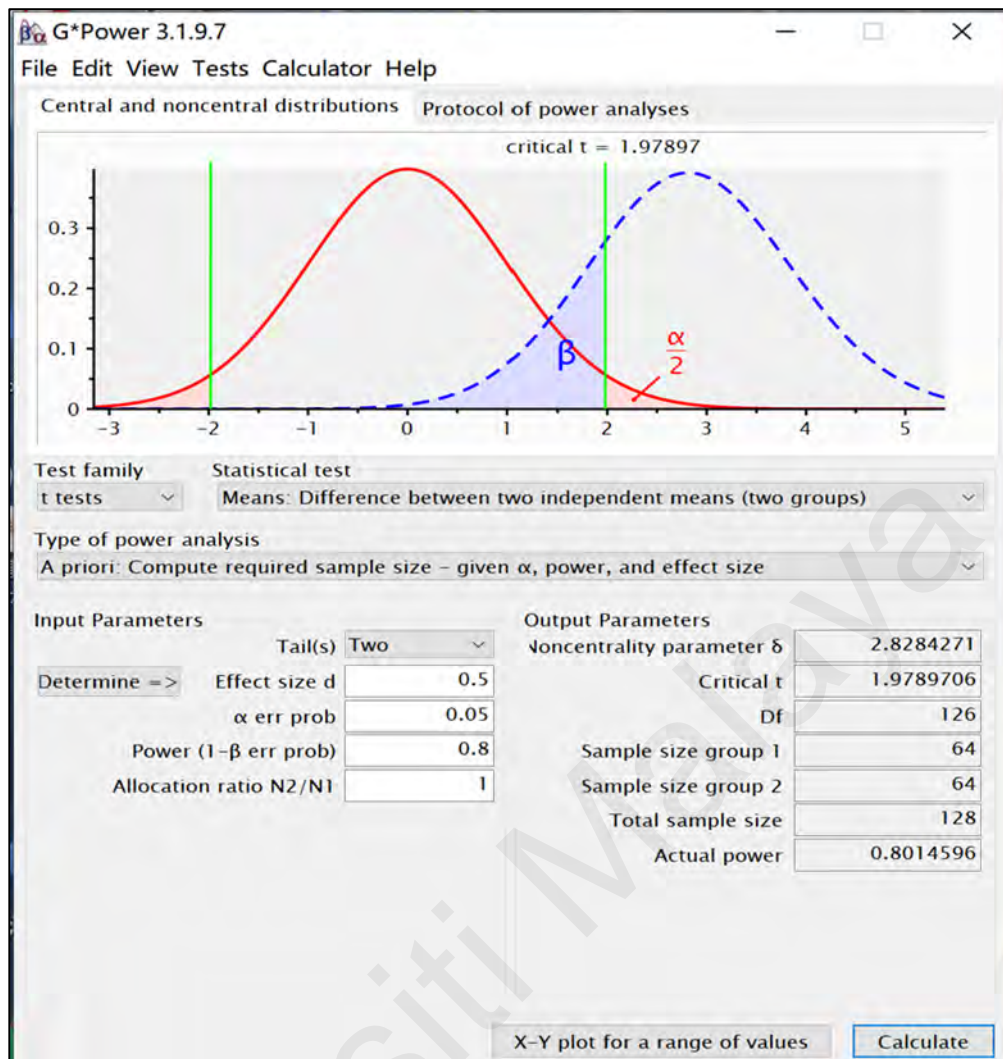 βα G*Power 3.1.9.7
File Edit View Tests Calculator Help
Central and noncentral distributions Protocol of power analyses
critical t = 1.97897
0.3
0.2
0.1
0
β
α
2
-3 -2 -1 0 1 2 3 4 5
Test family Statistical test
t tests Means: Difference between two independent means (two groups)
Type of power analysis
A priori: Compute required sample size – given α, power, and effect size
Input Parameters Output Parameters
Tail(s) Two Noncentrality parameter δ 2.8284271
Determine => Effect size d 0.5 Critical t 1.9789706
α err prob 0.05 Df 126
Power (1-β err prob) 0.8 Sample size group 1 64
Allocation ratio N2/N1 1 Sample size group 2 64
Total sample size 128
Actual power 0.8014596
X-Y plot for a range of values Calculate
siti Malaya